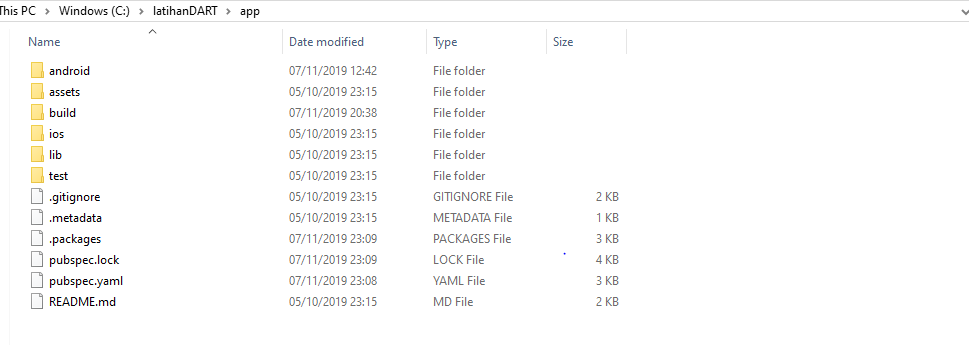 This PC > Windows (C:) > latihanDART > app
Name Date modified Type Size
android 07/11/2019 12:42 File folder
assets 05/10/2019 23:15 File folder
build 07/11/2019 20:38 File folder
ios 05/10/2019 23:15 File folder
lib 05/10/2019 23:15 File folder
test 05/10/2019 23:15 File folder
.gitignore 05/10/2019 23:15 GITIGNORE File 2 KB
.metadata 05/10/2019 23:15 METADATA File 1 KB
.packages 07/11/2019 23:09 PACKAGES File 3 KB
pubspec.lock 07/11/2019 23:09 LOCK File 4 KB
pubspec.yaml 07/11/2019 23:08 YAML File 3 KB
README.md 05/10/2019 23:15 MD File 2 KB